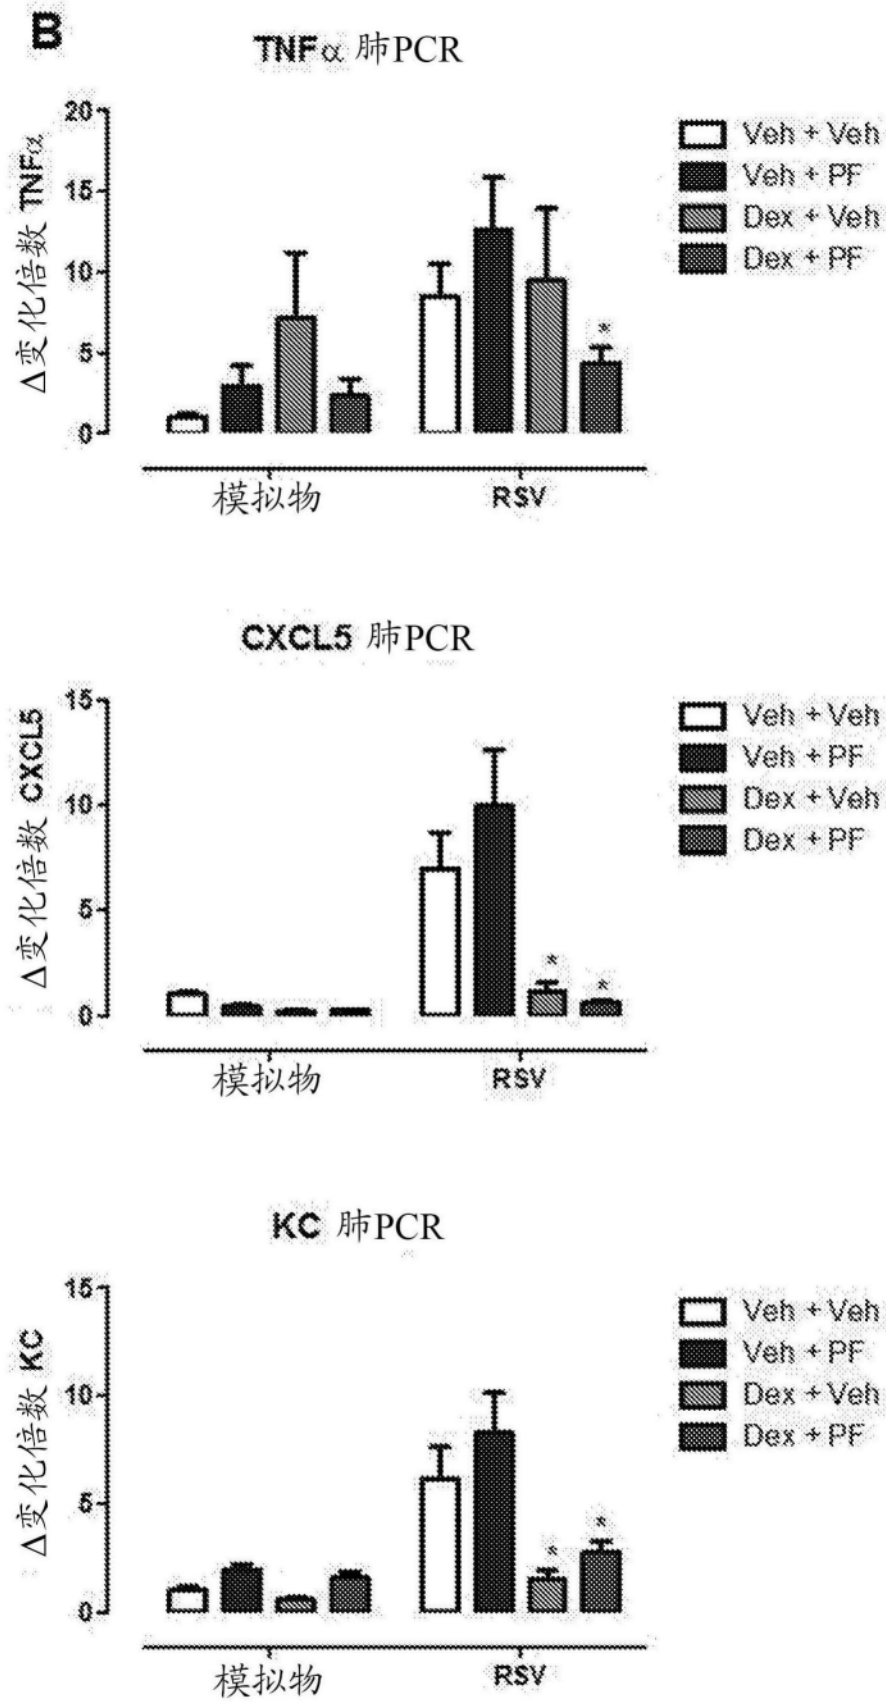 B
TNFα 肺PCR
Δ变化倍数 TNFα
20
15
10
5
0
Veh + Veh
Veh + PF
Dex + Veh
Dex + PF
*
模拟物 RSV
CXCL5 肺PCR
Δ变化倍数 CXCL5
15
10
5
0
Veh + Veh
Veh + PF
Dex + Veh
Dex + PF
* *
模拟物 RSV
KC 肺PCR
Δ变化倍数 KC
15
10
5
0
Veh + Veh
Veh + PF
Dex + Veh
Dex + PF
* *
模拟物 RSV